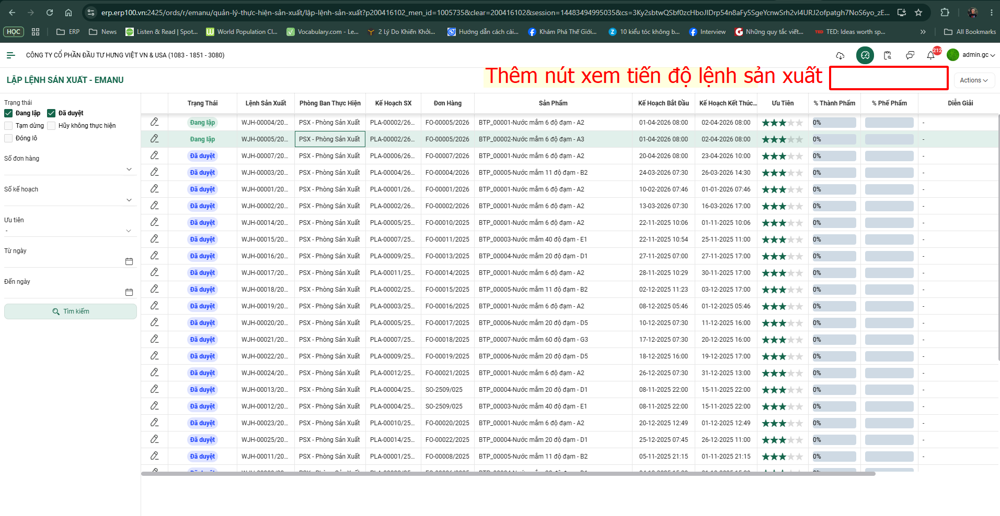 erp.erp100.vn:2425/ords/r/emanu/quản-lý-thực-hiện-sản-xuất/lập-lệnh-sản-xuất?p200416102_men_id=1005735&clear=200416102&session=14483494995035&cs=3Ky2sbtwQSbf0zcHboJIDrp54n8aFy5SgeYcnwSrh2vI4URJ2ofpatgh7NoS6yo_zE...
HỌC ERP News Listen & Read | Spot... World Population Cl... Vocabulary.com - Le... 2 Lý Do Khiến Khởi... Hướng dẫn cách cài... Khám Phá Thế Giới... 10 kiểu tóc không b... Interview Những quy tắc viết... TED: Ideas worth sp... » All Bookmarks
CÔNG TY CỔ PHẦN ĐẦU TƯ HƯNG VIỆT VN & USA (1083 - 1851 - 3080) 212 admin.gc
LẬP LỆNH SẢN XUẤT - EMANU Thêm nút xem tiến độ lệnh sản xuất Actions
Trạng thái
Đang lập Đã duyệt
Tạm dừng Hủy không thực hiện
Đóng lô
Số đơn hàng
Số kế hoạch
Ưu tiên
-
Từ ngày
Đến ngày
Tìm kiếm
Trạng Thái Lệnh Sản Xuất Phòng Ban Thực Hiện Kế Hoạch SX Đơn Hàng Sản Phẩm Kế Hoạch Bắt Đầu Kế Hoạch Kết Thúc... Ưu Tiên % Thành Phẩm % Phế Phẩm Diễn Giải
Đang lập WJH-00004/20... PSX - Phòng Sản Xuất PLA-00002/26... FO-00005/2026 BTP_00001-Nước mắm 6 độ đạm - A2 01-04-2026 08:00 02-04-2026 08:00 0% -
Đang lập WJH-00005/20... PSX - Phòng Sản Xuất PLA-00002/26... FO-00005/2026 BTP_00002-Nước mắm 6 độ đạm - A3 01-04-2026 08:00 02-04-2026 08:00 0% -
Đã duyệt WJH-00007/20... PSX - Phòng Sản Xuất PLA-00006/26... FO-00007/2026 BTP_00001-Nước mắm 6 độ đạm - A2 20-04-2026 08:00 23-04-2026 10:00 0% -
Đã duyệt WJH-00003/20... PSX - Phòng Sản Xuất PLA-00004/26... FO-00004/2026 BTP_00005-Nước mắm 11 độ đạm - B2 24-03-2026 07:30 26-03-2026 14:30 0% -
Đã duyệt WJH-00001/20... PSX - Phòng Sản Xuất PLA-00001/26... FO-00001/2026 BTP_00001-Nước mắm 6 độ đạm - A2 10-02-2026 07:46 01-01-2026 07:46 0% -
Đã duyệt WJH-00002/20... PSX - Phòng Sản Xuất PLA-00002/26... FO-00002/2026 BTP_00001-Nước mắm 6 độ đạm - A2 13-03-2026 07:30 16-03-2026 17:00 0% -
Đã duyệt WJH-00014/20... PSX - Phòng Sản Xuất PLA-00005/25... FO-00010/2025 BTP_00001-Nước mắm 6 độ đạm - A2 22-11-2025 10:06 01-11-2025 10:06 0% -
Đã duyệt WJH-00015/20... PSX - Phòng Sản Xuất PLA-00007/25... FO-00011/2025 BTP_00003-Nước mắm 40 độ đạm - E1 22-11-2025 10:54 25-11-2025 11:00 0% -
Đã duyệt WJH-00016/20... PSX - Phòng Sản Xuất PLA-00009/25... FO-00013/2025 BTP_00004-Nước mắm 20 độ đạm - D1 27-11-2025 07:00 27-11-2025 17:00 0% -
Đã duyệt WJH-00017/20... PSX - Phòng Sản Xuất PLA-00011/25... FO-00014/2025 BTP_00001-Nước mắm 6 độ đạm - A2 28-11-2025 10:29 30-11-2025 17:00 0% -
Đã duyệt WJH-00018/20... PSX - Phòng Sản Xuất PLA-00002/25... FO-00015/2025 BTP_00005-Nước mắm 11 độ đạm - B2 02-12-2025 11:23 03-12-2025 17:00 0% -
Đã duyệt WJH-00019/20... PSX - Phòng Sản Xuất PLA-00003/25... FO-00016/2025 BTP_00001-Nước mắm 6 độ đạm - A2 08-12-2025 05:46 01-12-2025 05:46 0% -
Đã duyệt WJH-00020/20... PSX - Phòng Sản Xuất PLA-00005/25... FO-00017/2025 BTP_00006-Nước mắm 20 độ đạm - D5 10-12-2025 07:30 11-12-2025 16:00 0% -
Đã duyệt WJH-00021/20... PSX - Phòng Sản Xuất PLA-00007/25... FO-00018/2025 BTP_00007-Nước mắm 60 độ đạm - G3 17-12-2025 07:30 20-12-2025 16:00 0% -
Đã duyệt WJH-00022/20... PSX - Phòng Sản Xuất PLA-00009/25... FO-00019/2025 BTP_00006-Nước mắm 20 độ đạm - D5 18-12-2025 16:00 19-12-2025 17:00 0% -
Đã duyệt WJH-00024/20... PSX - Phòng Sản Xuất PLA-00012/25... FO-00021/2025 BTP_00001-Nước mắm 6 độ đạm - A2 26-12-2025 07:30 31-12-2025 13:00 0% -
Đã duyệt WJH-00013/20... PSX - Phòng Sản Xuất PLA-00004/25... SO-2509/025 BTP_00004-Nước mắm 20 độ đạm - D1 08-11-2025 22:00 15-11-2025 22:00 0% -
Đã duyệt WJH-00012/20... PSX - Phòng Sản Xuất PLA-00004/25... SO-2509/025 BTP_00003-Nước mắm 40 độ đạm - E1 08-11-2025 22:00 15-11-2025 22:00 0% -
Đã duyệt WJH-00023/20... PSX - Phòng Sản Xuất PLA-00010/25... FO-00020/2025 BTP_00001-Nước mắm 6 độ đạm - A2 20-12-2025 12:49 01-12-2025 12:49 0% -
Đã duyệt WJH-00025/20... PSX - Phòng Sản Xuất PLA-00014/25... FO-00022/2025 BTP_00004-Nước mắm 20 độ đạm - D1 25-12-2025 07:45 26-12-2025 11:00 0% -
Đã duyệt WJH-00011/20... PSX - Phòng Sản Xuất PLA-00001/25... FO-00008/2025 BTP_00005-Nước mắm 11 độ đạm - B2 05-11-2025 21:15 01-11-2025 21:15 0% -